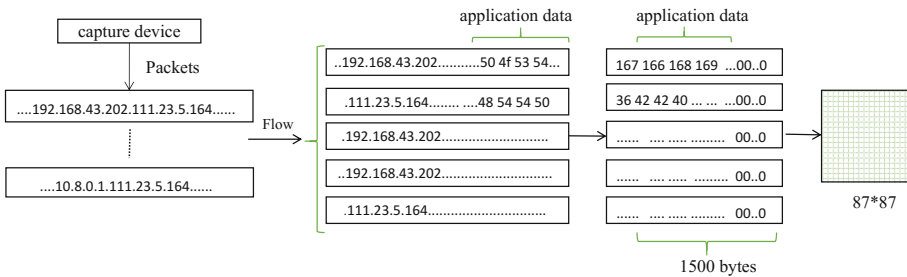 application data
application data
capture device
Packets
....192.168.43.202.111.23.5.164......
....10.8.0.1.111.23.5.164......
Flow
..192.168.43.202...........50 4f 53 54...
.111.23.5.164........ ....48 54 54 50
.192.168.43.202.............................
..192.168.43.202.............................
.111.23.5.164................................
167 166 168 169 ...00..0
36 42 42 40 ... ... ...00..0
...... .... ..... ......... 00..0
...... .... ..... ......... 00..0
...... .... ..... ......... 00..0
87*87
1500 bytes